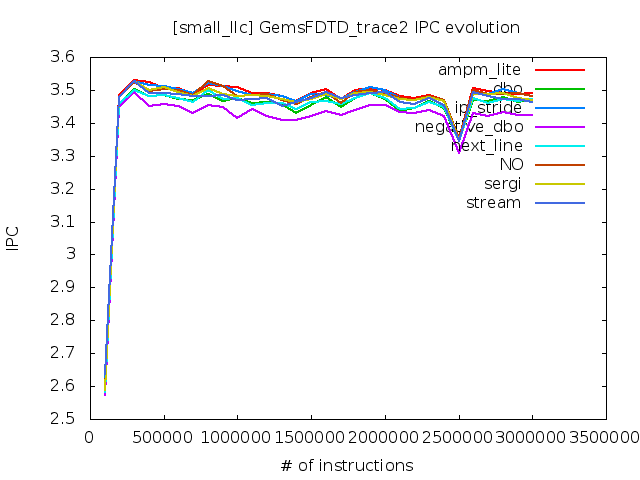 [small_llc] GemsFDTD_trace2 IPC evolution
3.6
3.5
3.4
3.3
3.2
3.1
3
2.9
2.8
2.7
2.6
2.5
IPC
ampm_lite
dbo
ip_stride
negative_dbo
next_line
NO
sergi
stream
0 500000 1000000 1500000 2000000 2500000 3000000 3500000
# of instructions